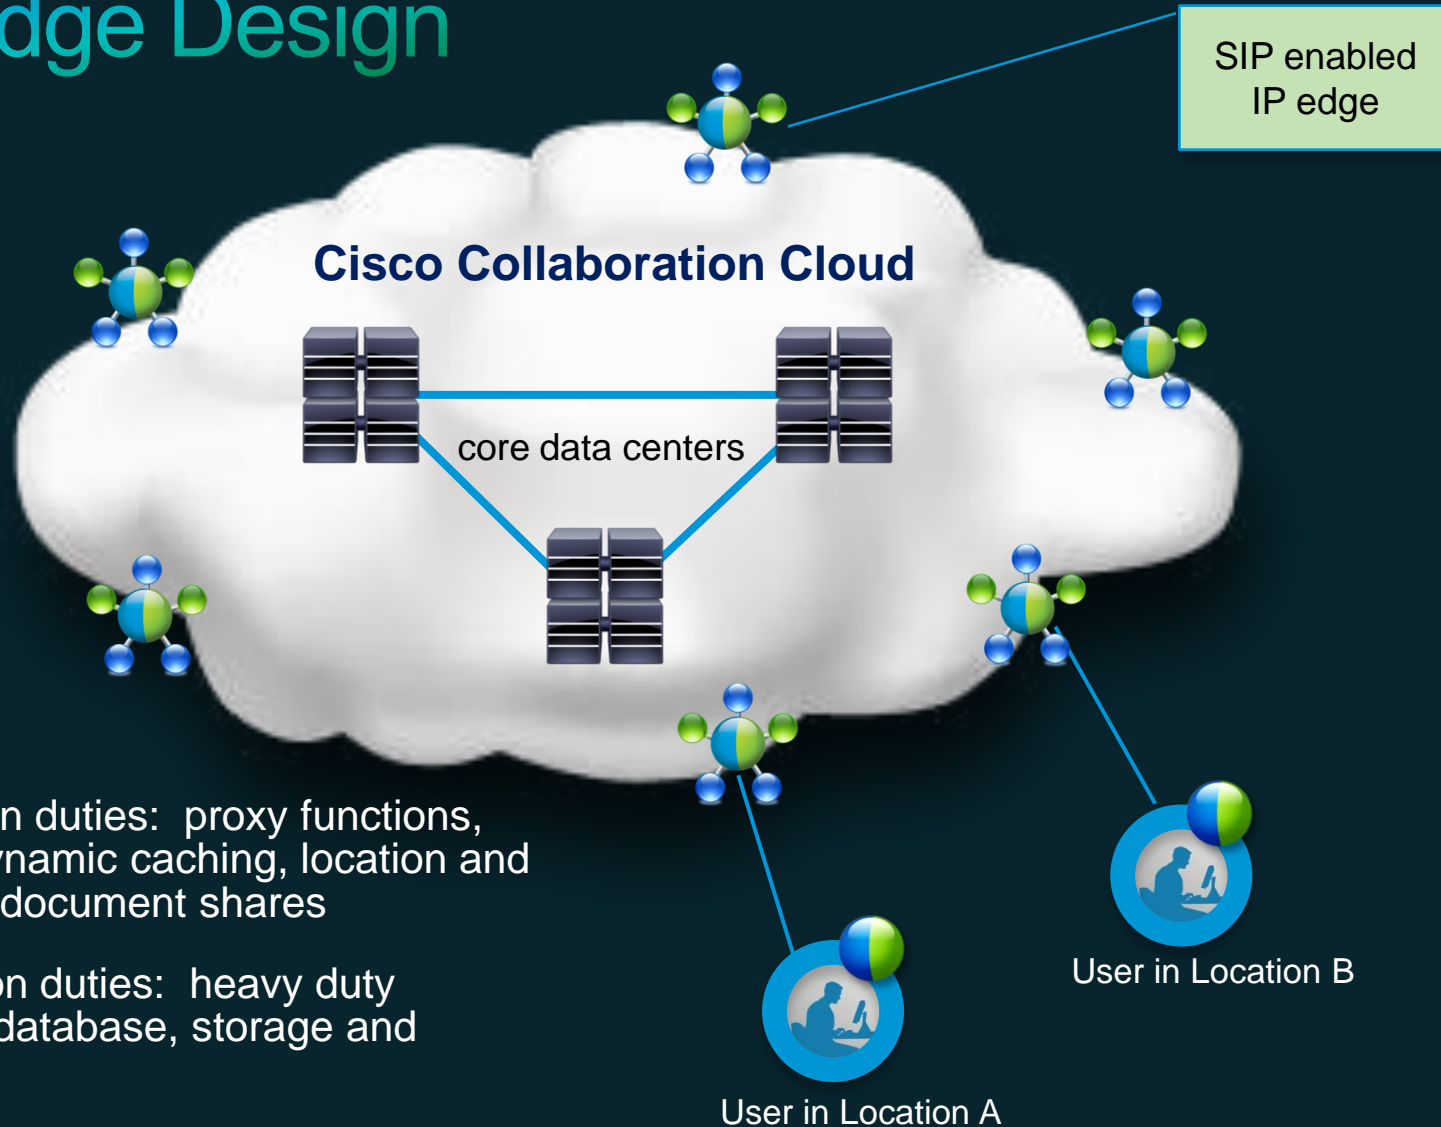 dge Design
SIP enabled
IP edge
Cisco Collaboration Cloud
core data centers
n duties:  proxy functions,
ynamic caching, location and
document shares
on duties:  heavy duty
database, storage and
User in Location B
User in Location A